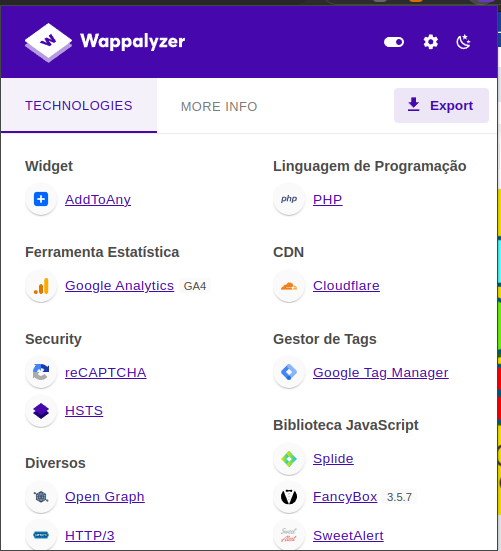 Wappalyzer
TECHNOLOGIES
MORE INFO
Export
Widget
AddToAny
Ferramenta Estatística
Google Analytics GA4
Security
reCAPTCHA
HSTS
Diversos
Open Graph
HTTP/3
Linguagem de Programação
php PHP
CDN
Cloudflare
Gestor de Tags
Google Tag Manager
Biblioteca JavaScript
Splide
FancyBox 3.5.7
Sweet Alert SweetAlert